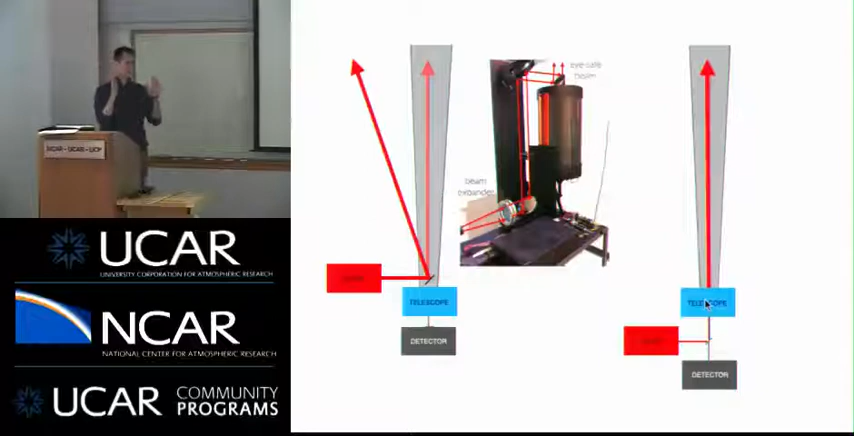 NCAR-UCAR-UCP
UCAR
UNIVERSITY CORPORATION FOR ATMOSPHERIC RESEARCH
NCAR
NATIONAL CENTER FOR ATMOSPHERIC RESEARCH
UCAR COMMUNITY
PROGRAMS
eye-safe
beam
beam
expander
TELESCOPE
DETECTOR
TELESCOPE
DETECTOR